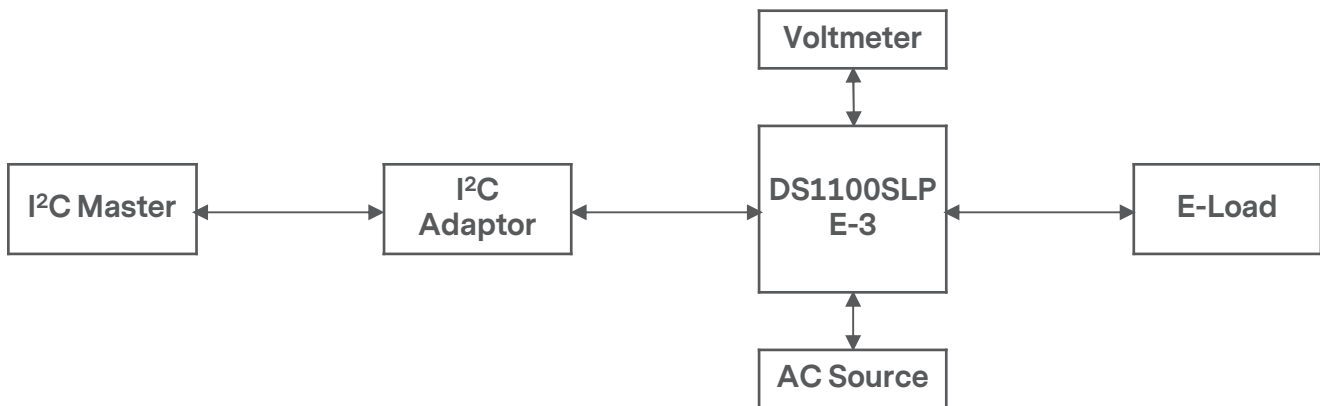 Voltmeter
I²C Master
I²C
Adaptor
DS1100SLP
E-3
E-Load
AC Source